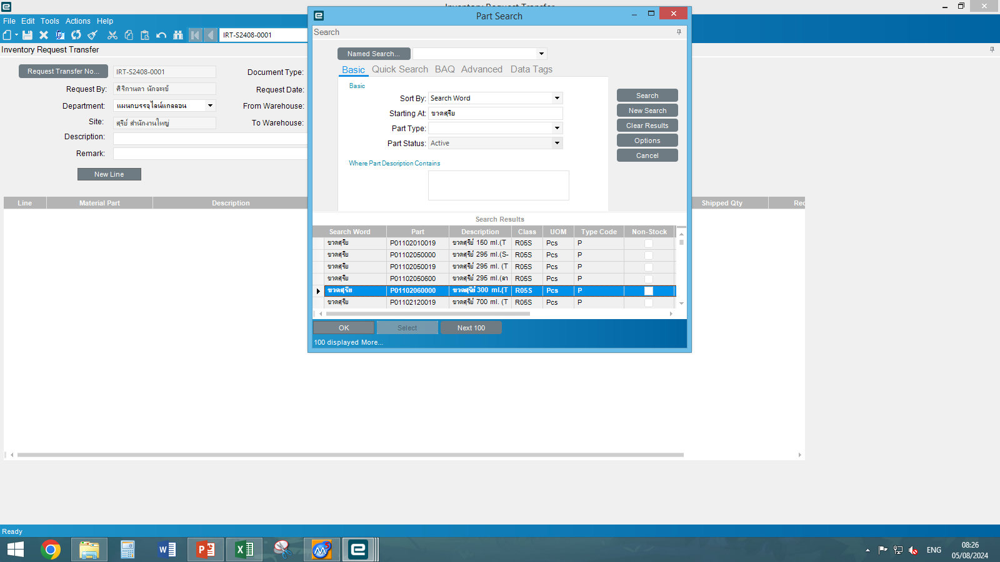 Inventory Request Transfer
Part Search
File Edit Tools Actions Help
IRT-S2408-0001
Inventory Request Transfer
Request Transfer No...
IRT-S2408-0001
Document Type:
Request By:
ศิริกานดา นักจะเข้
Request Date:
Department:
แผนกบรรจุไลน์แกลลอน
From Warehouse:
Site:
สุรีย์ สำนักงานใหญ่
To Warehouse:
Description:
Remark:
New Line
Line Material Part Description Shipped Qty Rec
Search
Named Search...
Basic Quick Search BAQ Advanced Data Tags
Basic
Sort By: Search Word
Starting At: ขวดสุรีย
Part Type:
Part Status: Active
Where Part Description Contains
Search
New Search
Clear Results
Options
Cancel
Search Results
Search Word Part Description Class UOM Type Code Non-Stock
ขวดสุรีย P01102010019 ขวดสุรีย์ 150 ml.(T R05S Pcs P
ขวดสุรีย P01102050000 ขวดสุรีย์ 295 ml.(S- R05S Pcs P
ขวดสุรีย P01102050019 ขวดสุรีย์ 295 ml. (T R05S Pcs P
ขวดสุรีย P01102050600 ขวดสุรีย์ 295 ml.(ลา R05S Pcs P
ขวดสุรีย P01102060000 ขวดสุรีย์ 300 ml.(T R05S Pcs P
ขวดสุรีย P01102120019 ขวดสุรีย์ 700 ml. (T R05S Pcs P
OK Select Next 100
100 displayed More...
Ready
ENG
08:26
05/08/2024